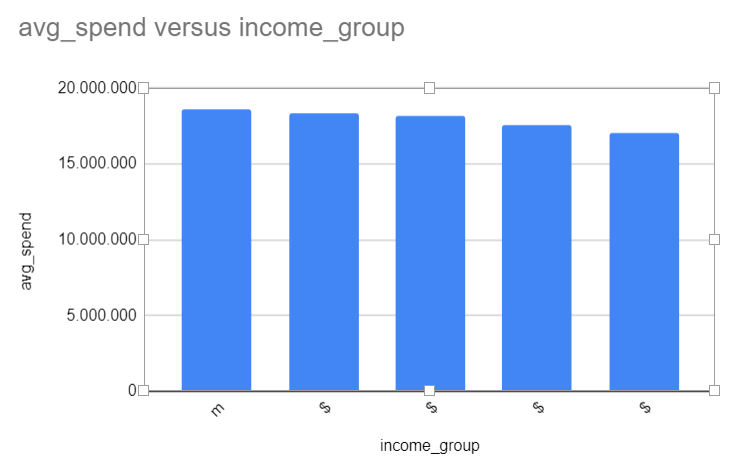 avg_spend versus income_group
20.000.000
15.000.000
10.000.000
5.000.000
0
avg_spend
m
$
$
$
$
income_group